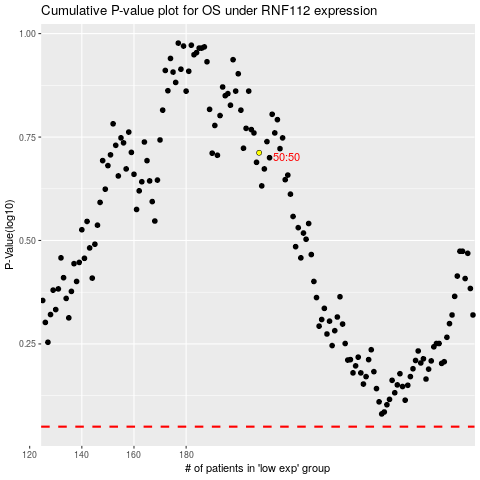 Cumulative P-value plot for OS under RNF112 expression
P-Value(log10)
1.00
0.75
0.50
0.25
50:50
120 140 160 180
# of patients in 'low exp' group